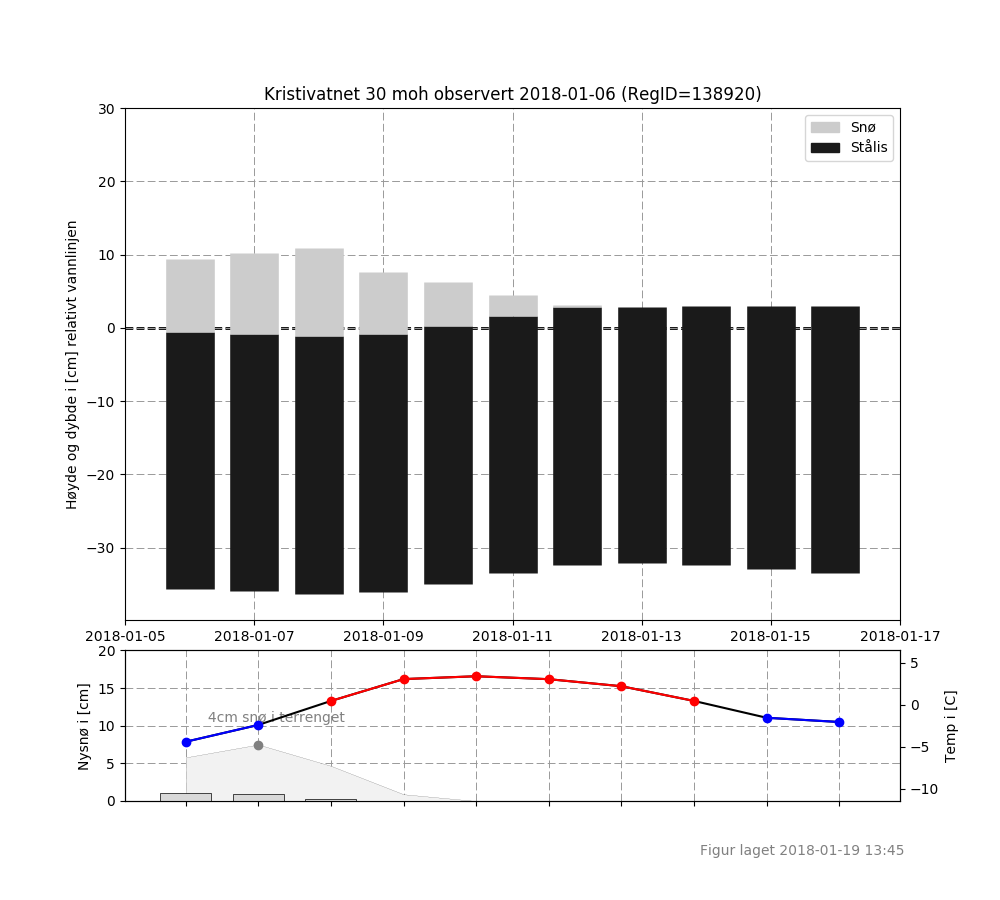 Kristivatnet 30 moh observert 2018-01-06 (RegID=138920)
Snø
Stålis
Høyde og dybde i [cm] relativt vannlinjen
30
20
10
0
−10
−20
−30
2018-01-05 2018-01-07 2018-01-09 2018-01-11 2018-01-13 2018-01-15 2018-01-17
Nysnø i [cm]
20
15
10
5
0
4cm snø i terrenget
5
0
−5
−10
Temp i [C]
Figur laget 2018-01-19 13:45